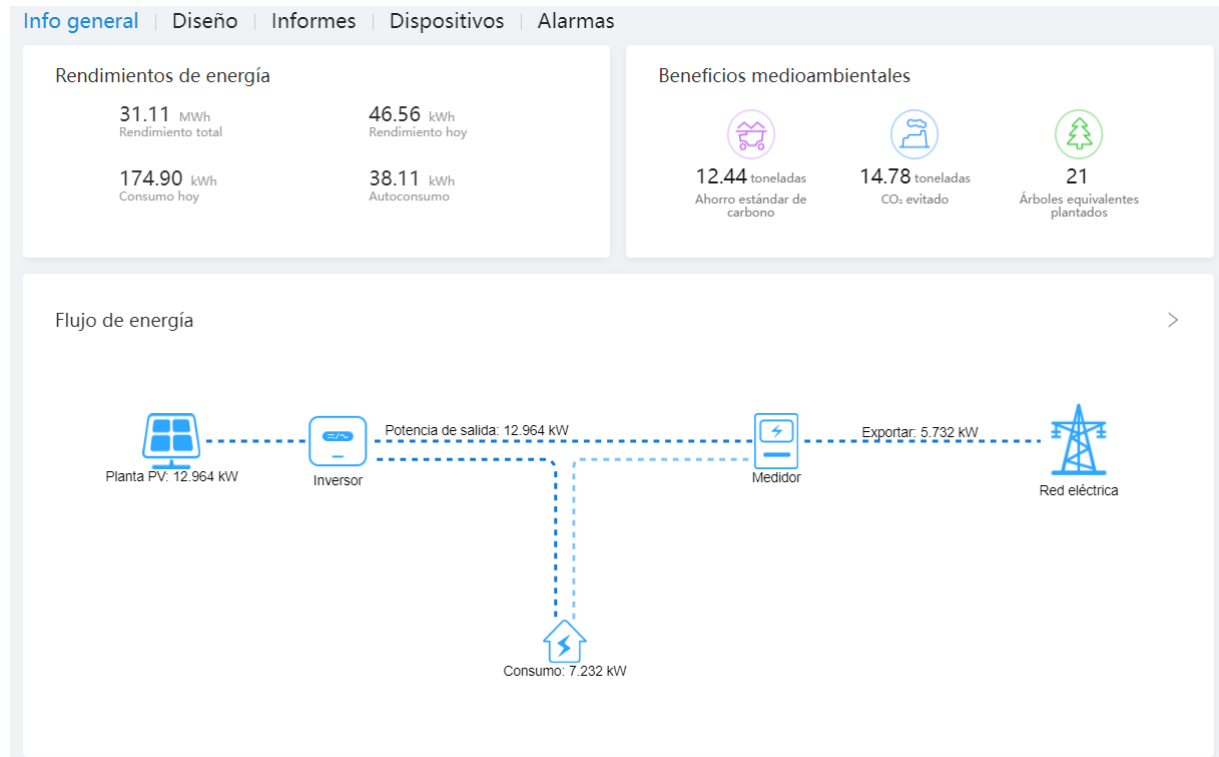 Info general | Diseño | Informes | Dispositivos | Alarmas
Rendimientos de energía
31.11 MWh
Rendimiento total
46.56 kWh
Rendimiento hoy
174.90 kWh
Consumo hoy
38.11 kWh
Autoconsumo
Beneficios medioambientales
12.44 toneladas
Ahorro estándar de
carbono
14.78 toneladas
CO₂ evitado
21
Árboles equivalentes
plantados
Flujo de energía
Planta PV: 12.964 kW
Inversor
Potencia de salida: 12.964 kW
Medidor
Exportar: 5.732 kW
Red eléctrica
Consumo: 7.232 kW